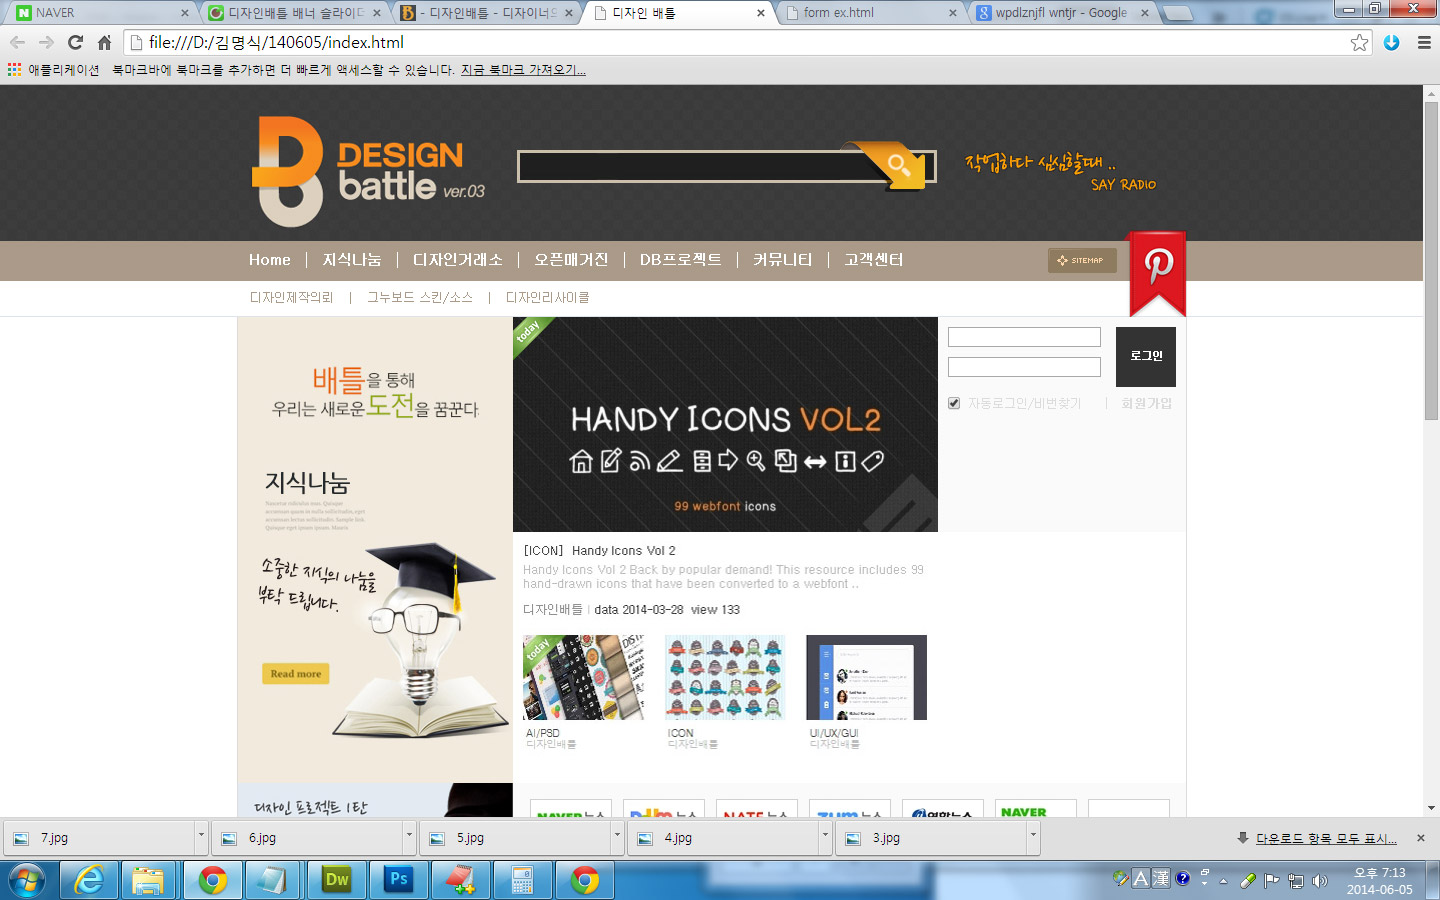 NAVER
디자인배틀 배너 슬라이더
- 디자인배틀 - 디자이너의
디자인 배틀
form ex.html
wpdlznjfl wntjr - Google
file:///D:/김명식/140605/index.html
애플리케이션 북마크바에 북마크를 추가하면 더 빠르게 액세스할 수 있습니다. 지금 북마크 가져오기...
DESIGN
battle ver.03
작업하다 심심할때 ..
SAY RADIO
Home | 지식나눔 | 디자인거래소 | 오픈매거진 | DB프로젝트 | 커뮤니티 | 고객센터
SITEMAP
디자인제작의뢰 | 그누보드 스킨/소스 | 디자인리사이클
배틀을 통해
우리는 새로운 도전을 꿈꾼다.
지식나눔
소중한 지식의 나눔을
부탁 드립니다.
Read more
today
HANDY ICONS VOL2
99 webfont icons
로그인
자동로그인/비번찾기 | 회원가입
[ICON] Handy Icons Vol 2
Handy Icons Vol 2 Back by popular demand! This resource includes 99
hand-drawn icons that have been converted to a webfont ..
디자인배틀 | data 2014-03-28 view 133
today
AI/PSD
디자인배틀
ICON
디자인배틀
UI/UX/GUI
디자인배틀
디자인 프로젝트 1탄
NAVER 뉴스
Daum 뉴스
NATE 뉴스
zum 뉴스
연합뉴스
NAVER
7.jpg
6.jpg
5.jpg
4.jpg
3.jpg
다운로드 항목 모두 표시...
Dw
Ps
A 漢
오후 7:13
2014-06-05